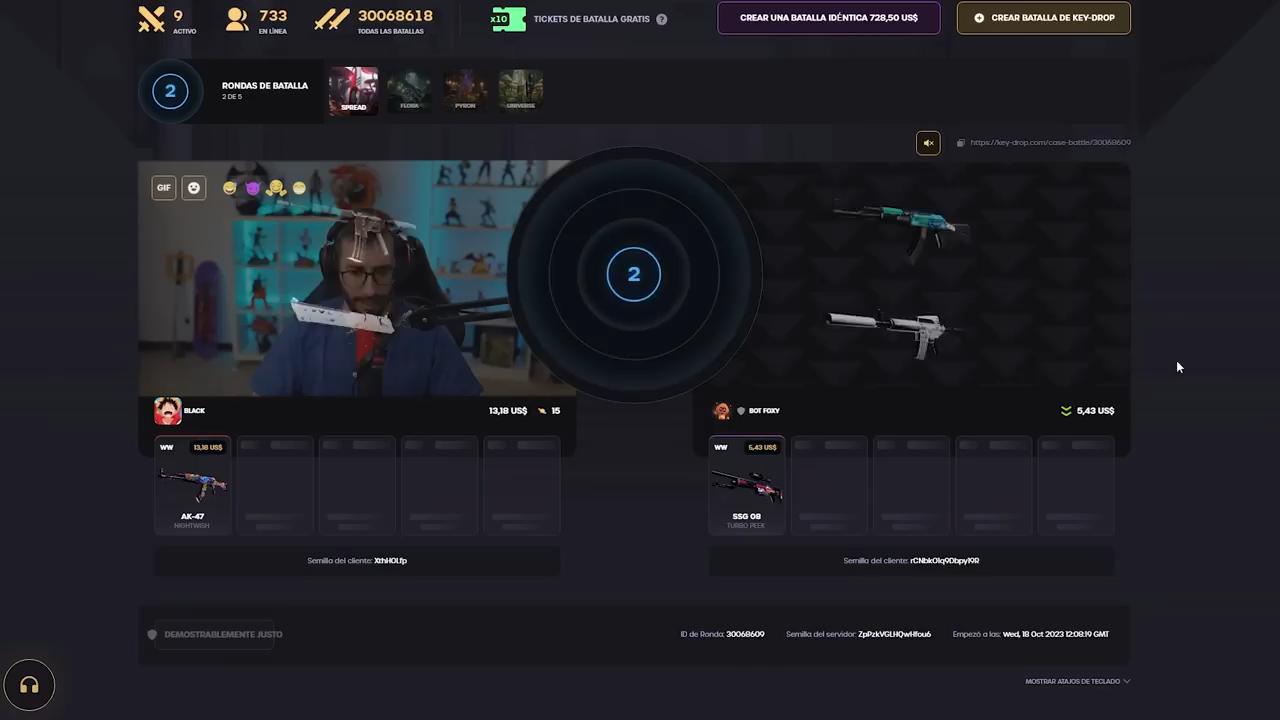 9
ACTIVO
733
EN LÍNEA
30068618
TODAS LAS BATALLAS
x10
TICKETS DE BATALLA GRATIS ?
CREAR UNA BATALLA IDÉNTICA 728,50 US$
CREAR BATALLA DE KEY-DROP
2
RONDAS DE BATALLA
2 DE 5
SPREAD
FLORA
PYRON
UNIVERSE
https://key-drop.com/case-battle/30068609
GIF
2
BLACK
13,18 US$
15
BOT FOXY
5,43 US$
WW
13,18 US$
AK-47
NIGHTWISH
WW
5,43 US$
SSG 08
TURBO PEEK
Semilla del cliente: XthHOLfp
Semilla del cliente: rCNbkOlq9Dbpyl9R
DEMOSTRABLEMENTE JUSTO
ID de Ronda: 30068609
Semilla del servidor: ZpPzkVGLHQwHfou6
Empezó a las: Wed, 18 Oct 2023 12:08:19 GMT
MOSTRAR ATAJOS DE TECLADO